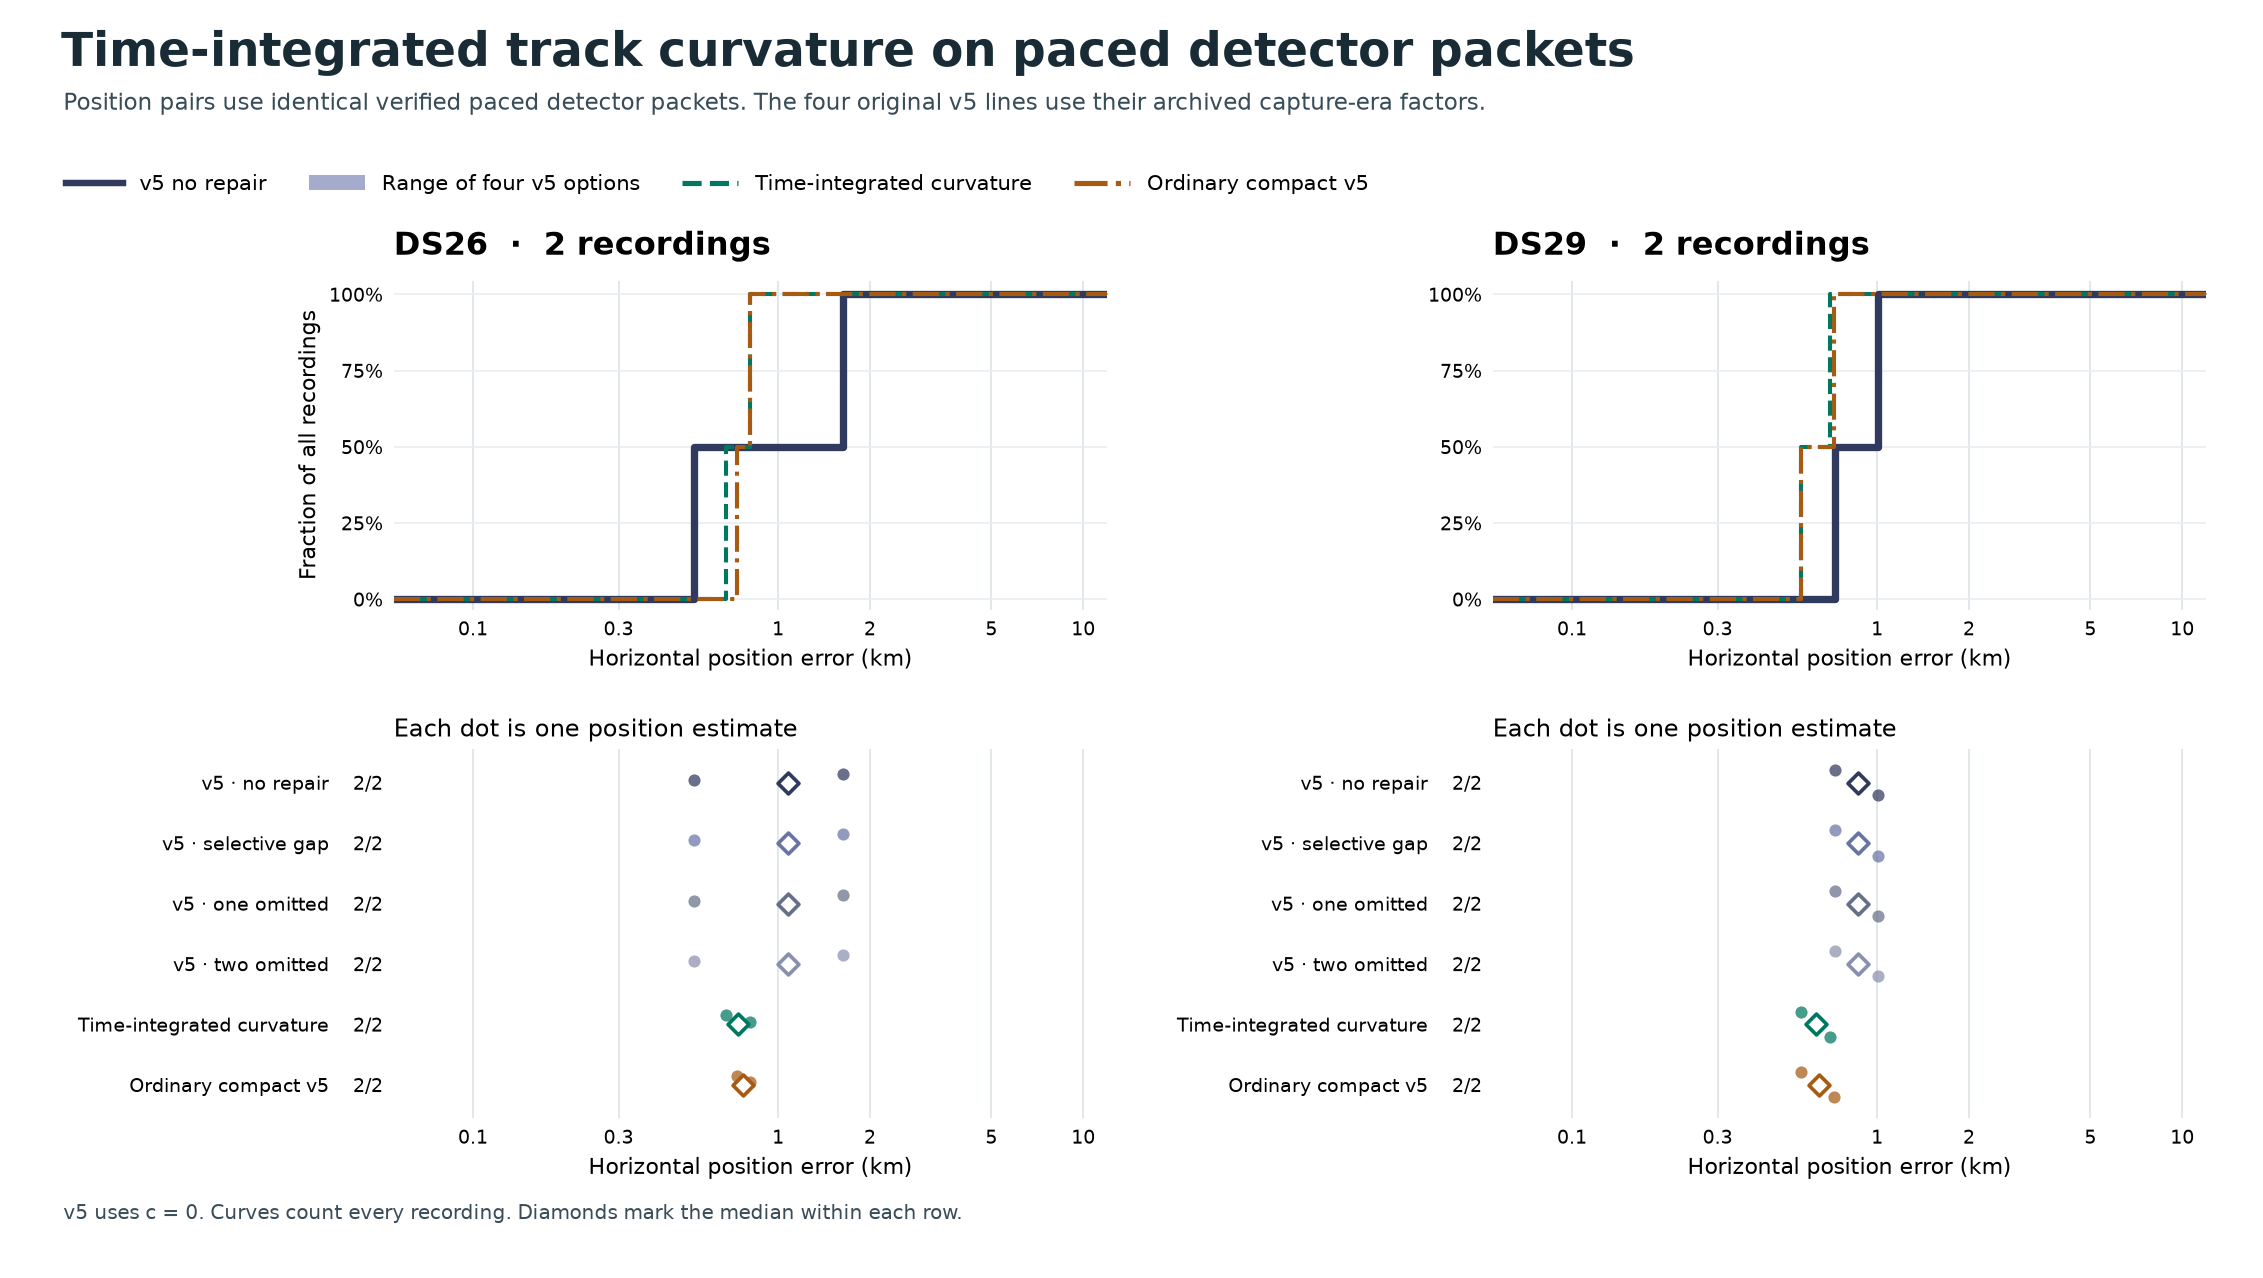 Time-integrated track curvature on paced detector packets
Position pairs use identical verified paced detector packets. The four original v5 lines use their archived capture-era factors.
v5 no repair
Range of four v5 options
Time-integrated curvature
Ordinary compact v5
DS26 · 2 recordings
Fraction of all recordings
100%
75%
50%
25%
0%
0.1 0.3 1 2 5 10
Horizontal position error (km)
DS29 · 2 recordings
100%
75%
50%
25%
0%
0.1 0.3 1 2 5 10
Horizontal position error (km)
Each dot is one position estimate
v5 · no repair 2/2
v5 · selective gap 2/2
v5 · one omitted 2/2
v5 · two omitted 2/2
Time-integrated curvature 2/2
Ordinary compact v5 2/2
0.1 0.3 1 2 5 10
Horizontal position error (km)
Each dot is one position estimate
v5 · no repair 2/2
v5 · selective gap 2/2
v5 · one omitted 2/2
v5 · two omitted 2/2
Time-integrated curvature 2/2
Ordinary compact v5 2/2
0.1 0.3 1 2 5 10
Horizontal position error (km)
v5 uses c = 0. Curves count every recording. Diamonds mark the median within each row.